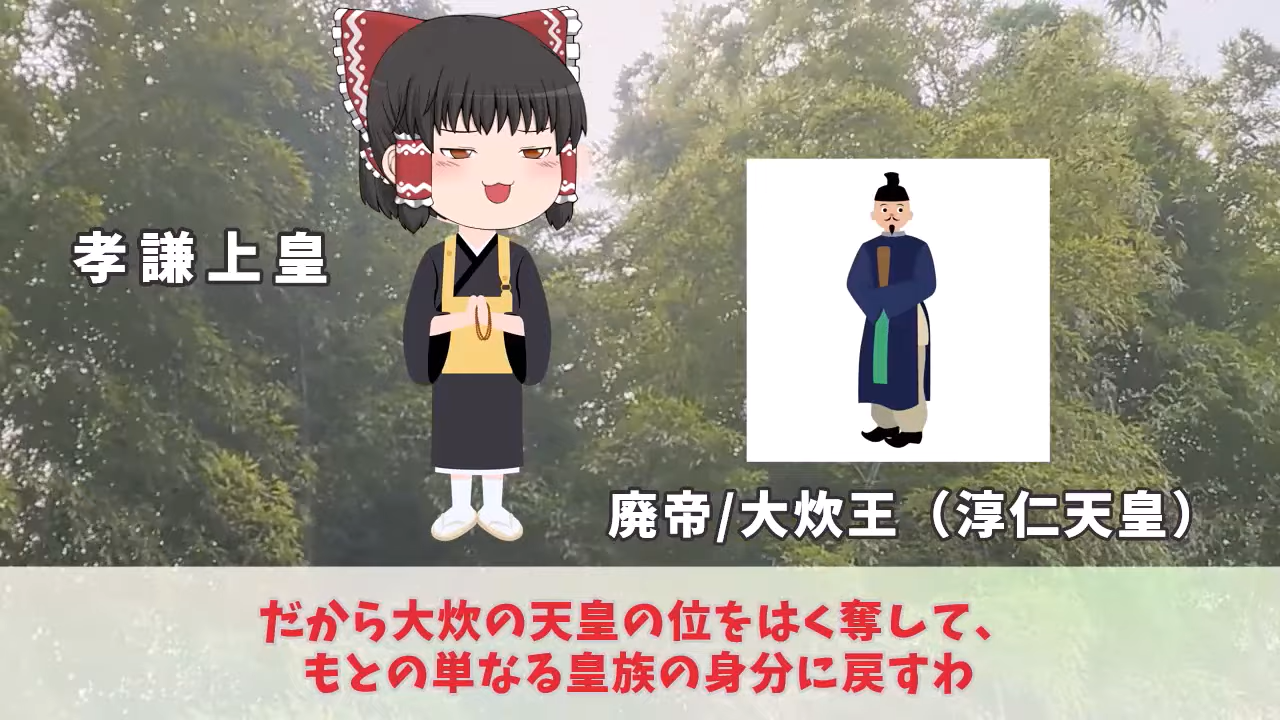 孝謙上皇
廃帝/大炊王（淳仁天皇）
だから大炊の天皇の位をはく奪して、
もとの単なる皇族の身分に戻すわ